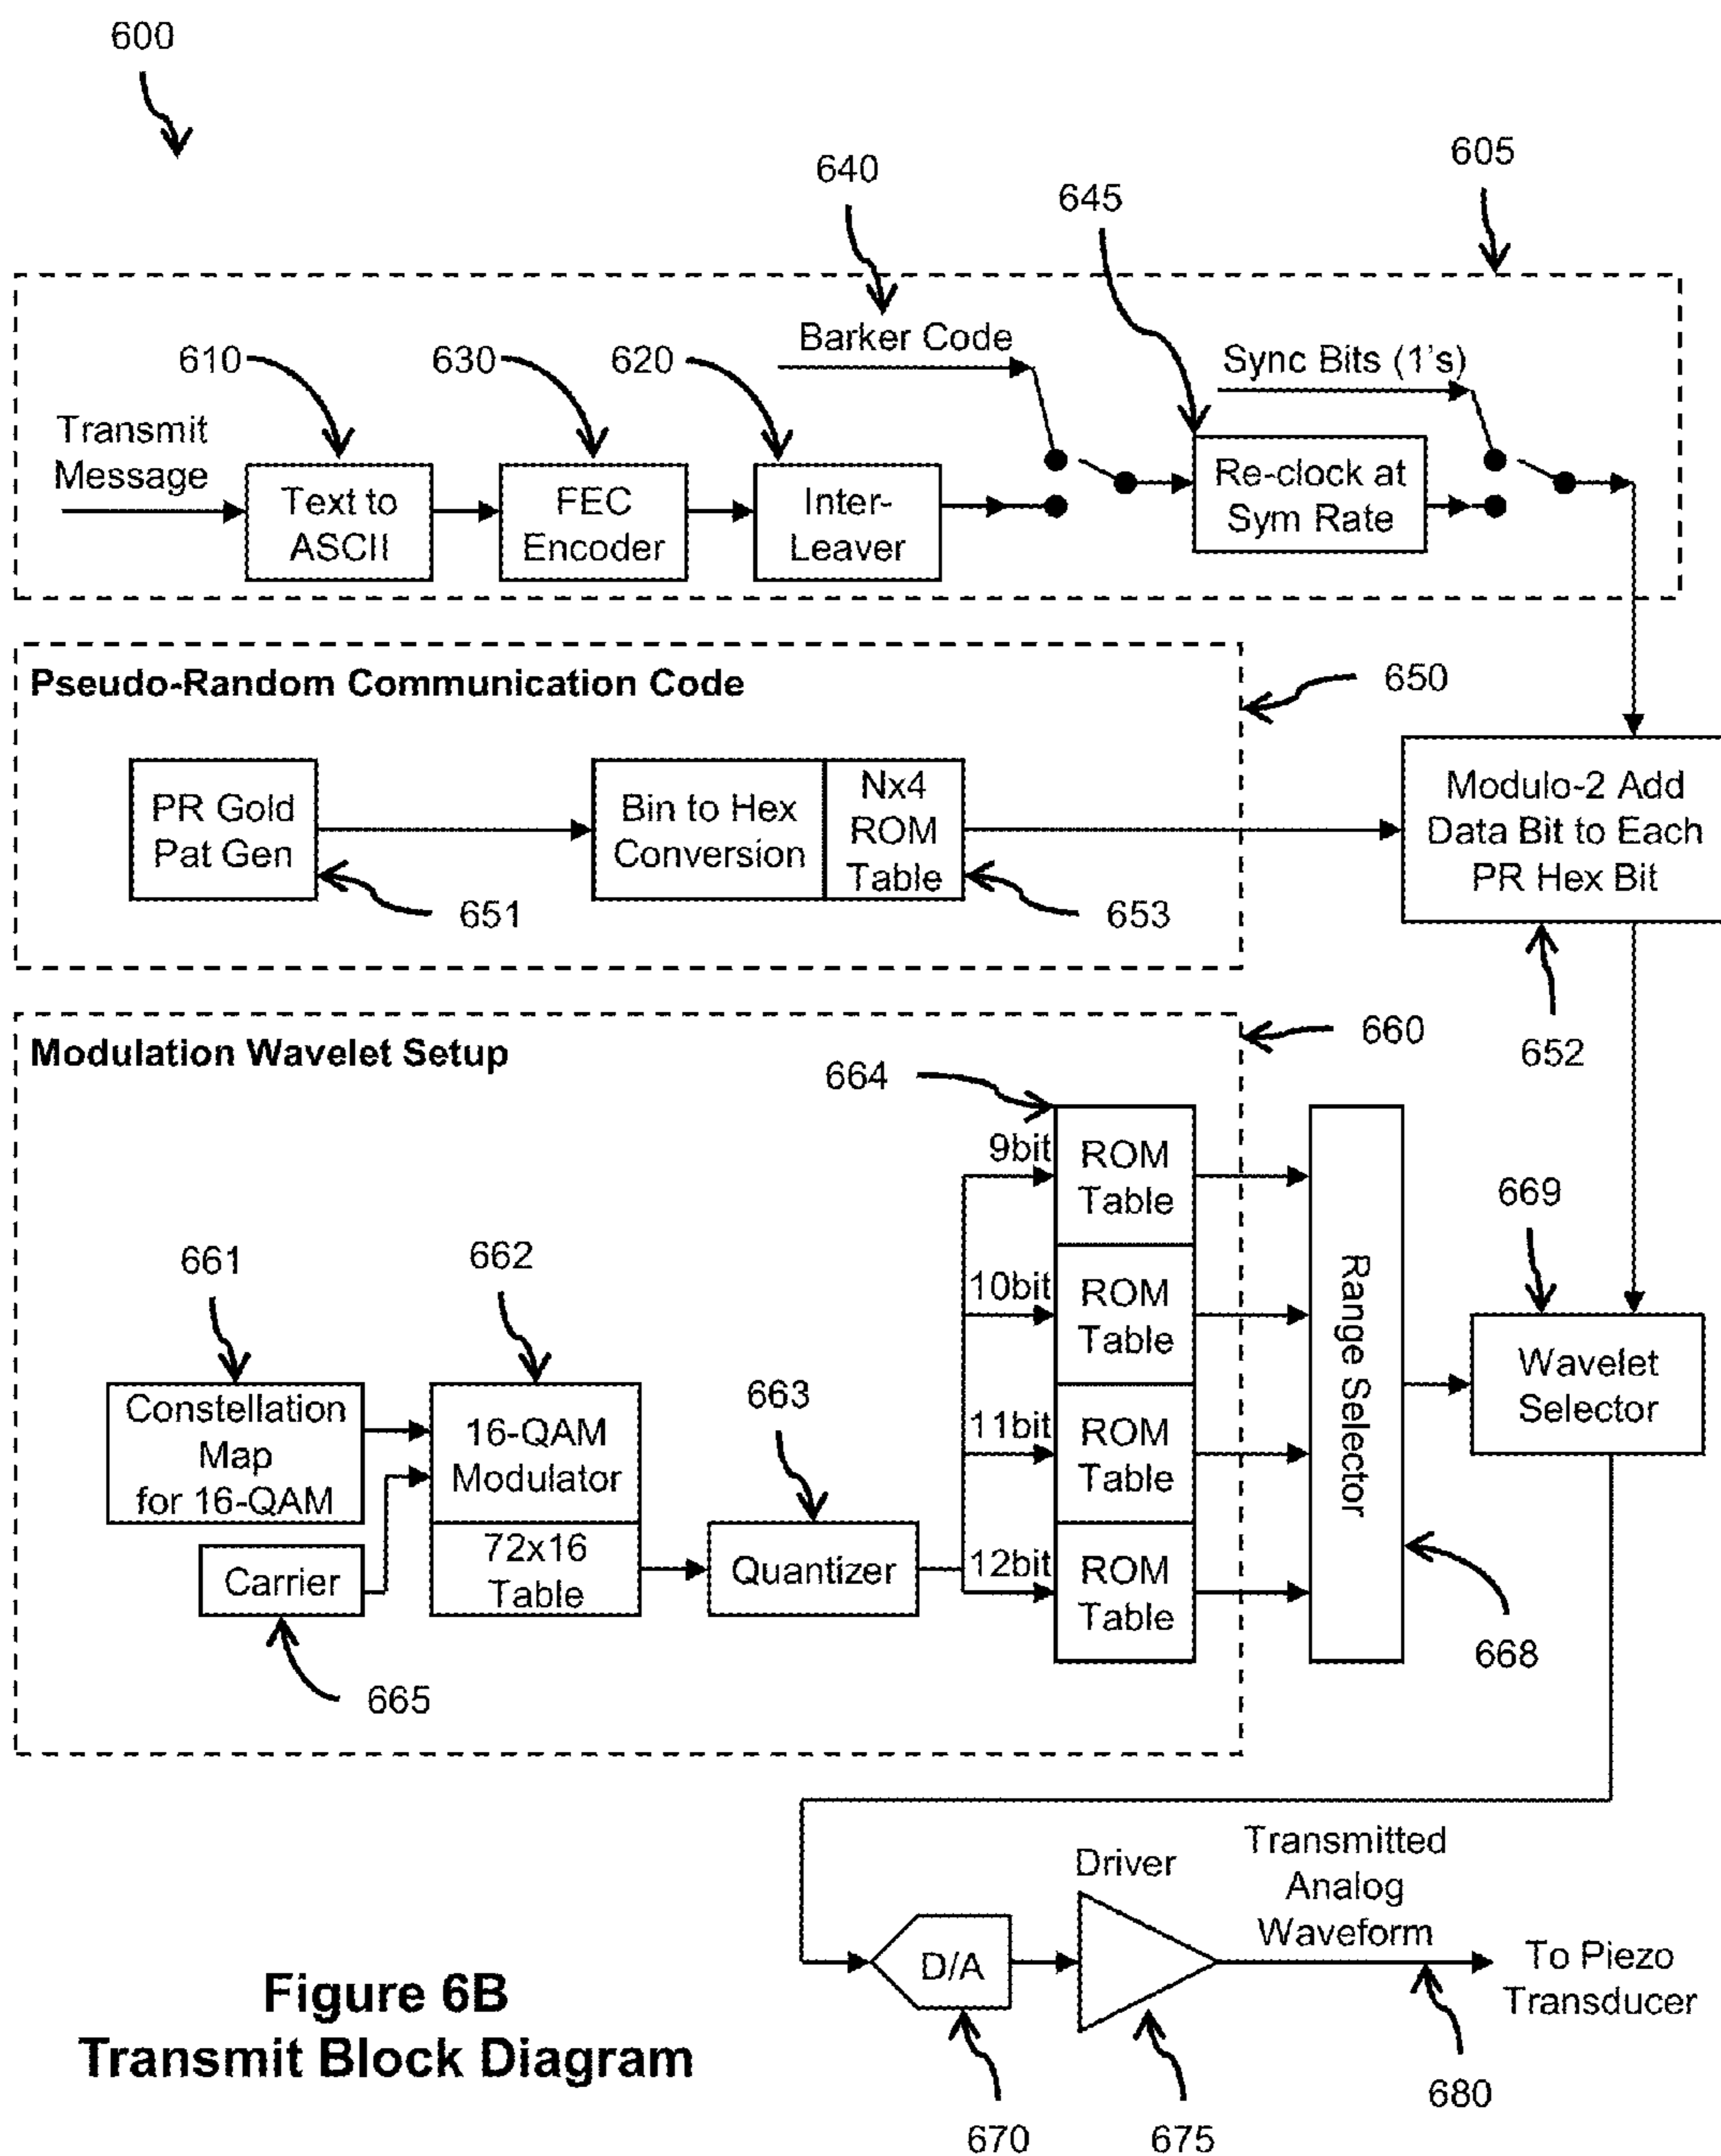 600
640
605
645
Barker Code
610
630
620
Sync Bits (1's)
Transmit
Message
Text to
ASCII
FEC
Encoder
Inter-
Leaver
Re-clock at
Sym Rate
Pseudo-Random Communication Code
650
PR Gold
Pat Gen
Bin to Hex
Conversion
Nx4
ROM
Table
Modulo-2 Add
Data Bit to Each
PR Hex Bit
651
653
652
Modulation Wavelet Setup
660
664
9bit
ROM
Table
10bit
ROM
Table
11bit
ROM
Table
12bit
ROM
Table
Range Selector
669
Wavelet
Selector
661
662
663
Constellation
Map
for 16-QAM
16-QAM
Modulator
72x16
Table
Carrier
Quantizer
665
668
Driver
Transmitted
Analog
Waveform
D/A
To Piezo
Transducer
670
675
680
Figure 6B
Transmit Block Diagram